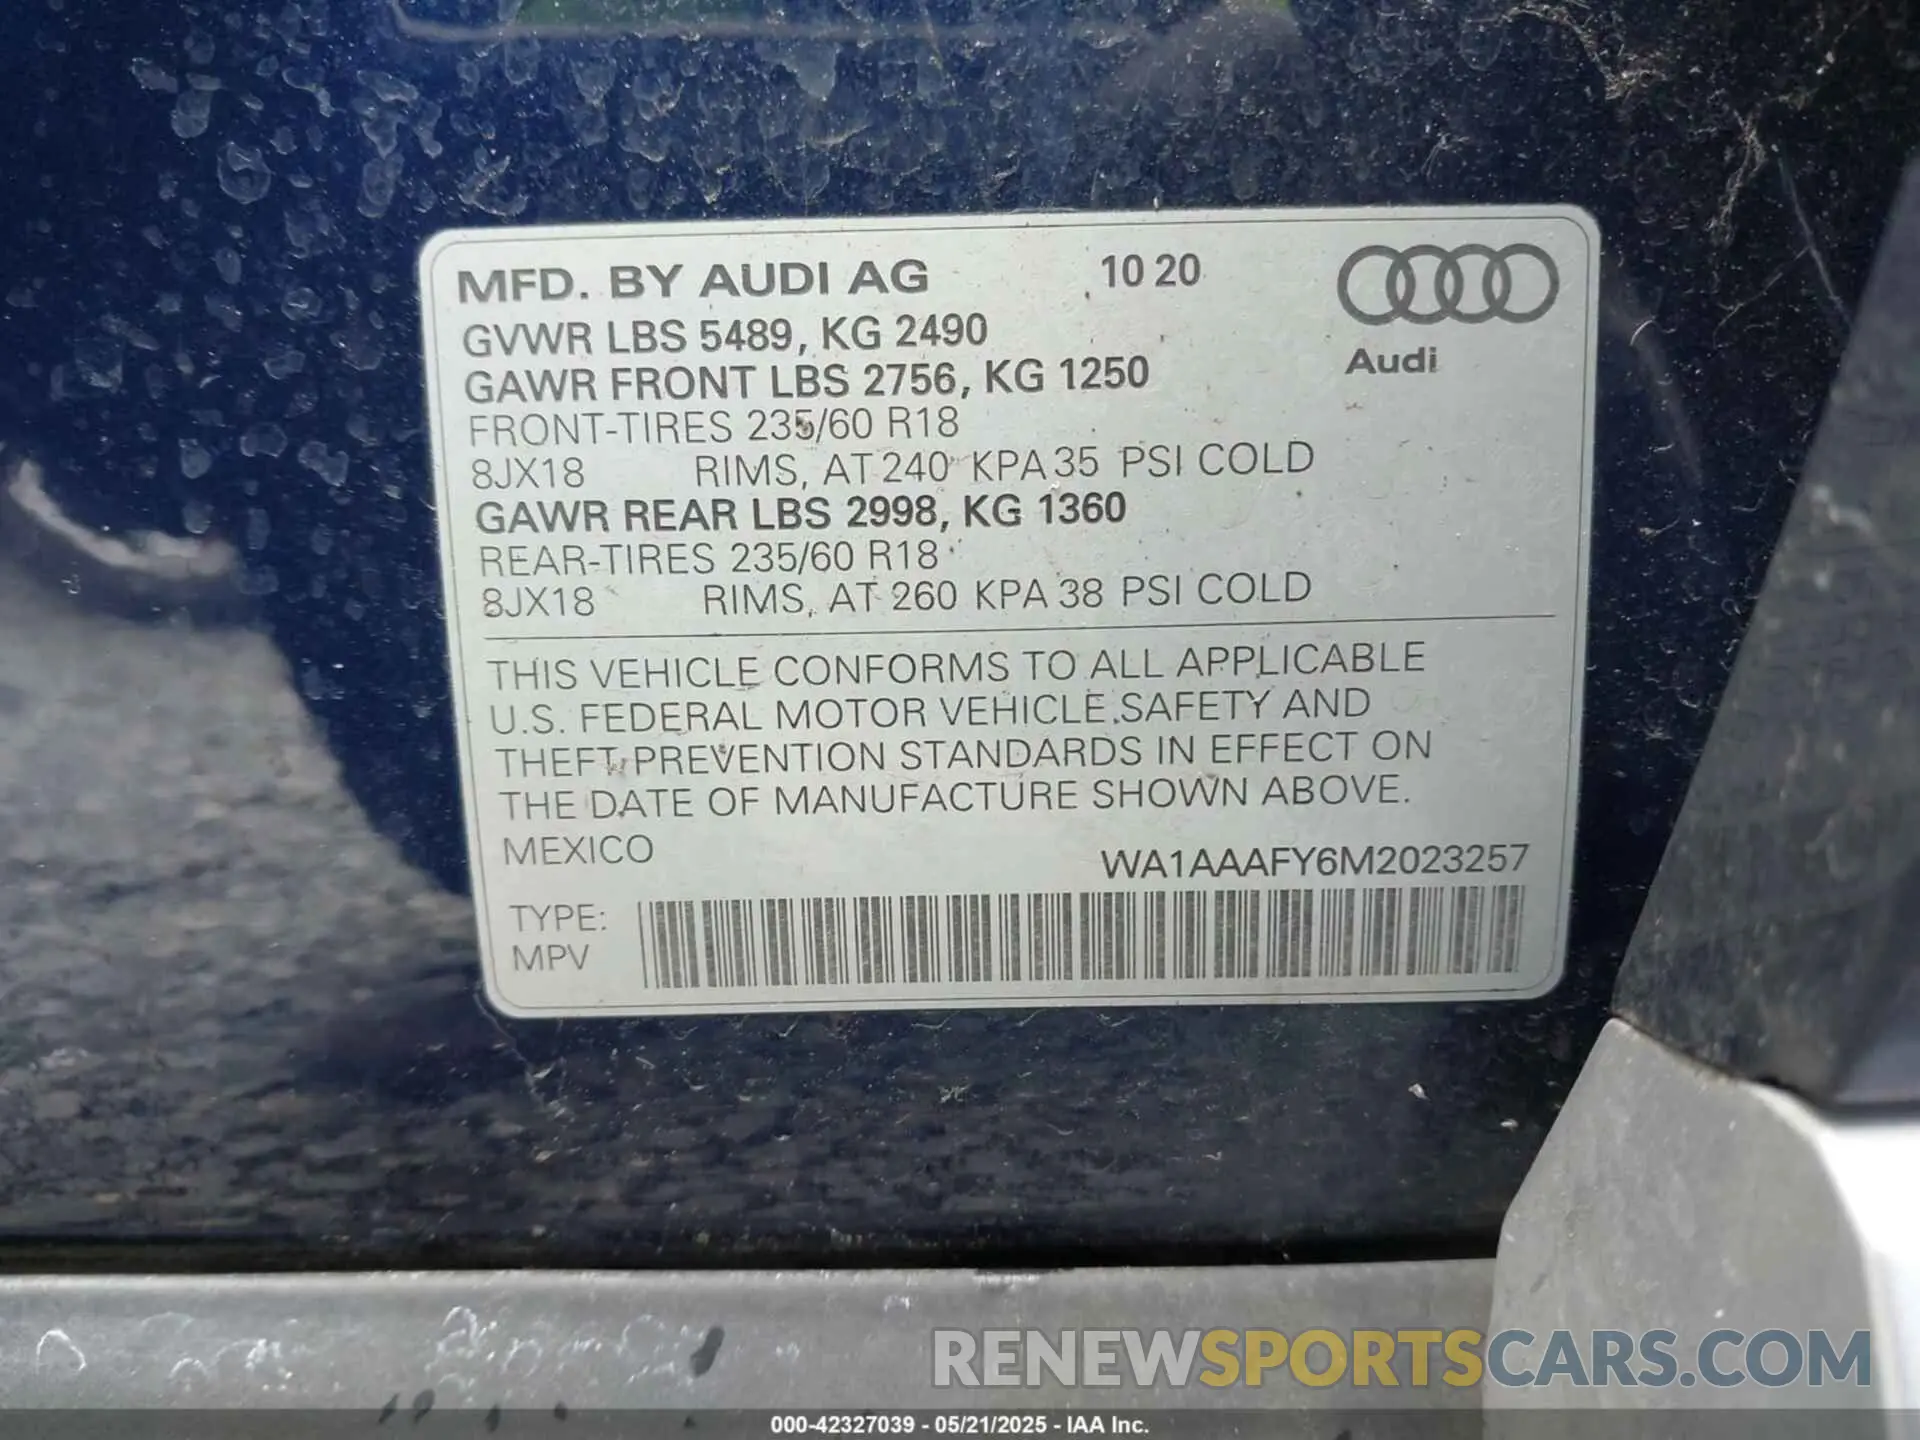 MFD. BY AUDI AG 10 20
GVWR LBS 5489, KG 2490
GAWR FRONT LBS 2756, KG 1250
Audi
FRONT-TIRES 235/60 R18
8JX18 RIMS, AT 240 KPA 35 PSI COLD
GAWR REAR LBS 2998, KG 1360
REAR-TIRES 235/60 R18
8JX18 RIMS, AT 260 KPA 38 PSI COLD
THIS VEHICLE CONFORMS TO ALL APPLICABLE
U.S. FEDERAL MOTOR VEHICLE SAFETY AND
THEFT PREVENTION STANDARDS IN EFFECT ON
THE DATE OF MANUFACTURE SHOWN ABOVE.
MEXICO WA1AAAFY6M2023257
TYPE:
MPV
RENEWSPORTSCARS.COM
000-42327039 - 05/21/2025 - IAA Inc.